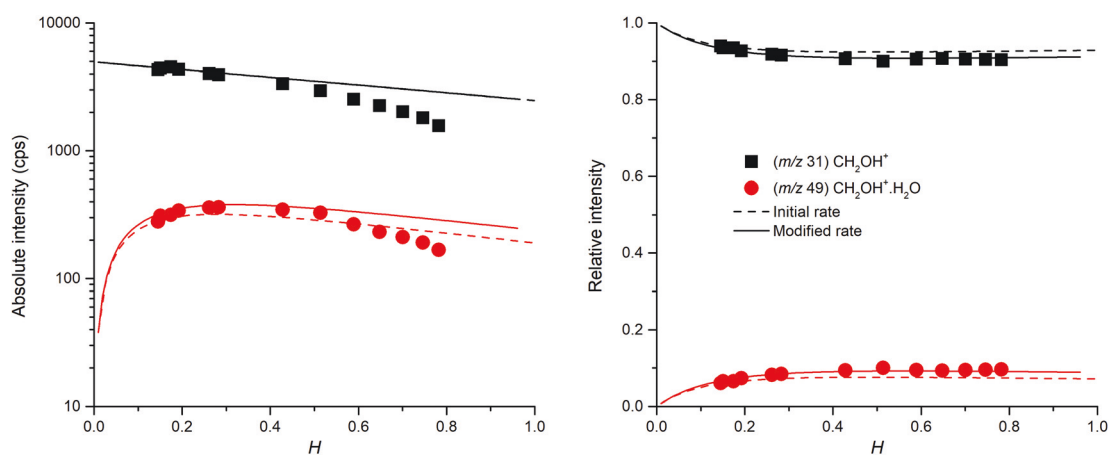 10000
1000
100
10
0.0 0.2 0.4 0.6 0.8 1.0
H
Absolute intensity (cps)
1.0
0.8
0.6
0.4
0.2
0.0
0.0 0.2 0.4 0.6 0.8 1.0
H
Relative intensity
(m/z 31) CH₂OH⁺
(m/z 49) CH₂OH⁺.H₂O
Initial rate
Modified rate